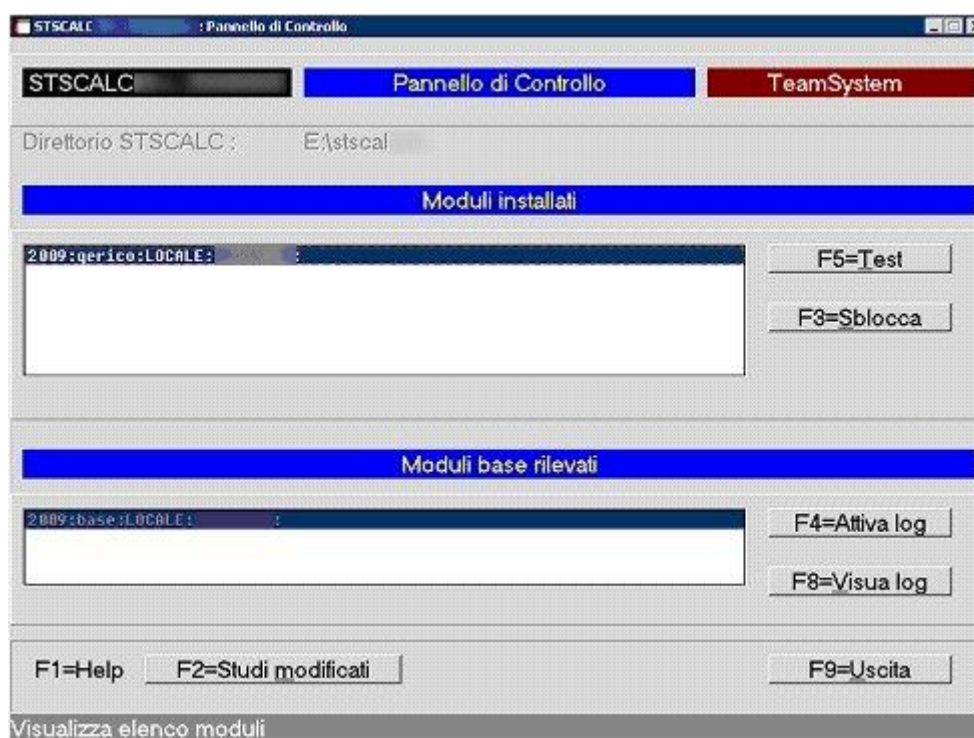 STSCALC : Pannello di Controllo
STSCALC Pannello di Controllo TeamSystem
Direttorio STSCALC : E:\stscal
Moduli installati
2009:gerico:LOCALE: :
F5=Test
F3=Sblocca
Moduli base rilevati
2009:base:LOCALE: :
F4=Attiva log
F8=Visua log
F1=Help F2=Studi modificati F9=Uscita
Visualizza elenco moduli